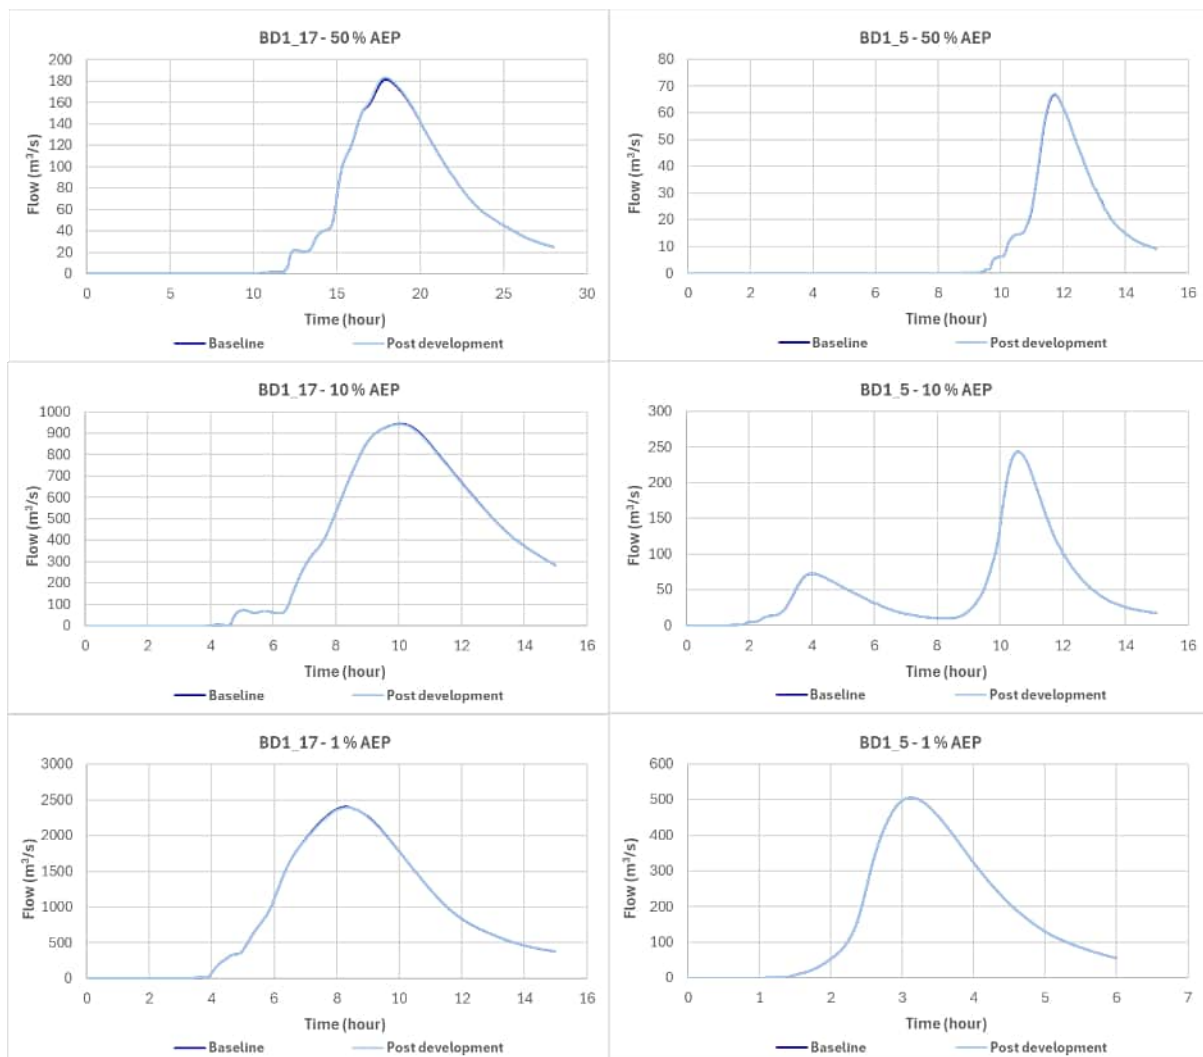 BD1_17 - 50 % AEP
Flow (m³/s)
200
180
160
140
120
100
80
60
40
20
0
0 5 10 15 20 25 30
Time (hour)
Baseline Post development
BD1_5 - 50 % AEP
Flow (m³/s)
80
70
60
50
40
30
20
10
0
0 2 4 6 8 10 12 14 16
Time (hour)
Baseline Post development
BD1_17 - 10 % AEP
Flow (m³/s)
1000
900
800
700
600
500
400
300
200
100
0
0 2 4 6 8 10 12 14 16
Time (hour)
Baseline Post development
BD1_5 - 10 % AEP
Flow (m³/s)
300
250
200
150
100
50
0
0 2 4 6 8 10 12 14 16
Time (hour)
Baseline Post development
BD1_17 - 1 % AEP
Flow (m³/s)
3000
2500
2000
1500
1000
500
0
0 2 4 6 8 10 12 14 16
Time (hour)
Baseline Post development
BD1_5 - 1 % AEP
Flow (m³/s)
600
500
400
300
200
100
0
0 1 2 3 4 5 6 7
Time (hour)
Baseline Post development